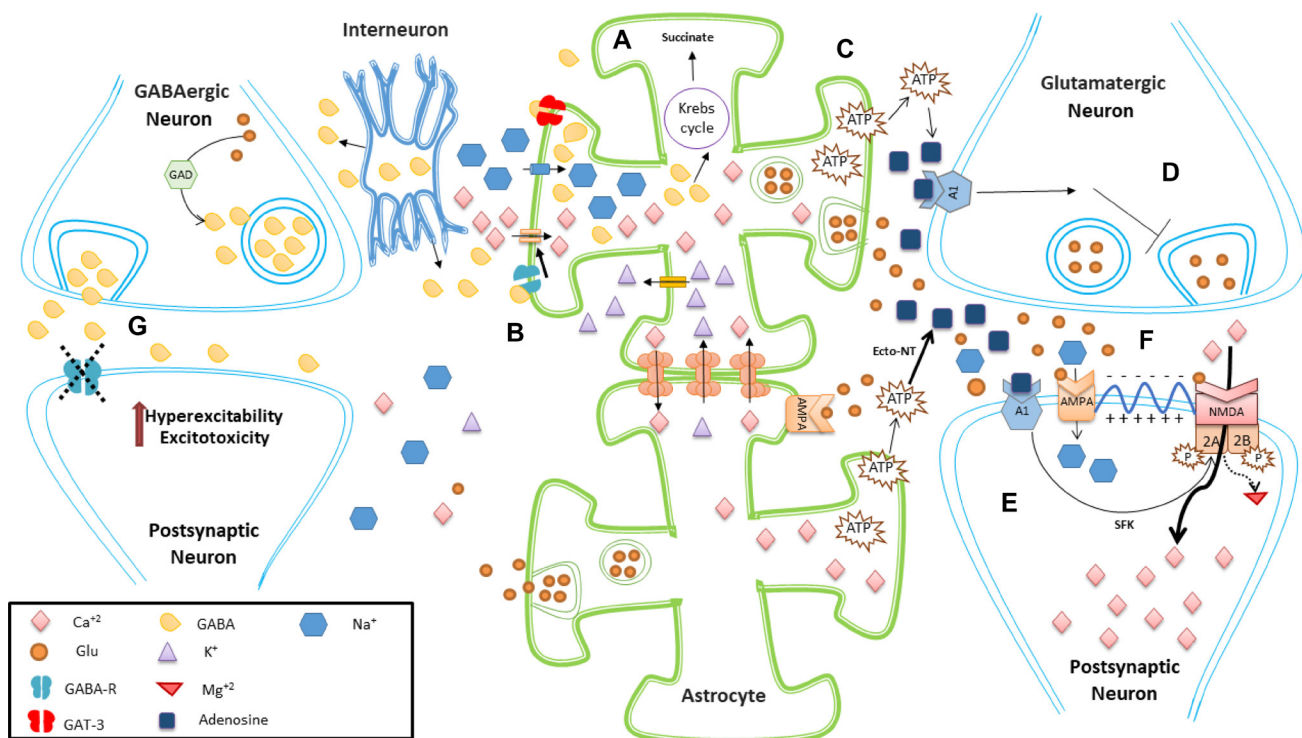 A
C
Interneuron
Succinate
ATP
ATP
GABAergic
Neuron
Glutamatergic
Neuron
Krebs
cycle
ATP
ATP
GAD
A1
D
G
B
Ecto-NT
F
- - - - - -
Hyperexcitability
Excitotoxicity
AMPA
ATP
A1
AMPA
+ + + + + +
NMDA
2A
2B
P
P
ATP
E
SFK
Postsynaptic
Neuron
ATP
Ca+2
GABA
Na+
Glu
K+
GABA-R
Mg+2
GAT-3
Adenosine
Astrocyte
Postsynaptic
Neuron